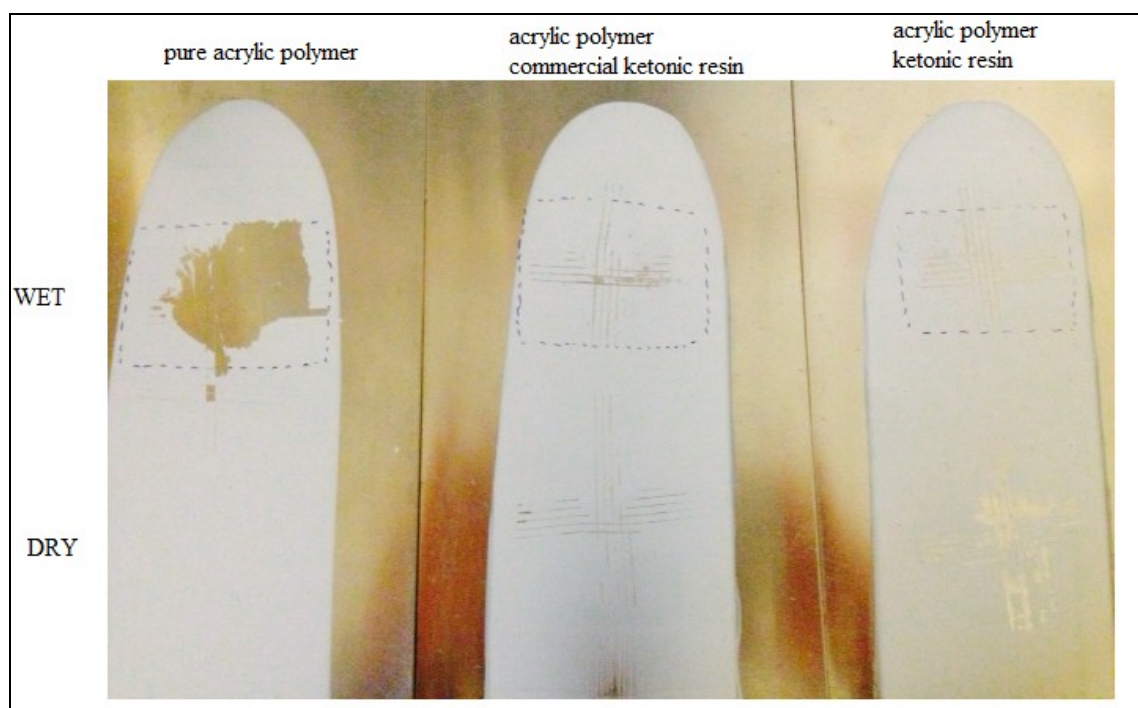 pure acrylic polymer
acrylic polymer
commercial ketonic resin
acrylic polymer
ketonic resin
WET
DRY